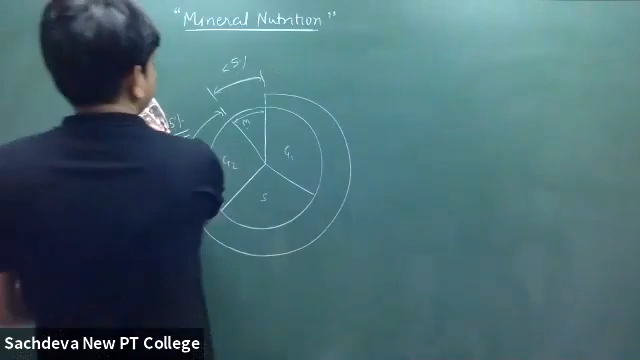 "Mineral Nutrition"
<5%
5%
M
G₂
G₁
S
Sachdeva New PT College